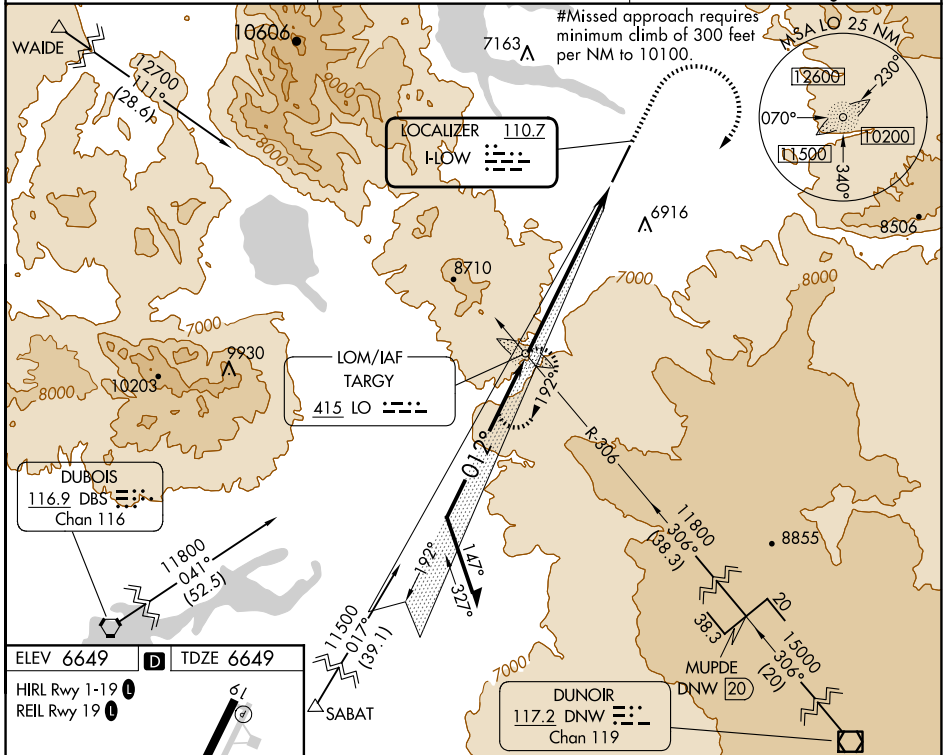 #Missed approach requires
minimum climb of 300 feet
per NM to 10100.
MSA LO 25 NM
12600
230°
070°
10200
11500
340°
WAIDE
12700
111°
(28.6)
10606
9000
8000
7163
LOCALIZER 110.7
I-LOW
6916
8506
8710
7000
8000
7000
9930
10203
8000
LOM/IAF
TARGY
415 LO
192°
012°
R-306
DUBOIS
116.9 DBS
Chan 116
11800
041°
(52.5)
11800
306°
(38.3)
8855
147°
192°
327°
11500
017°
(39.1)
SABAT
20
38.3
MUPDE
DNW 20
15000
306°
(20)
7000
DUNOIR
117.2 DNW
Chan 119
ELEV 6649 D TDZE 6649
HIRL Rwy 1-19 L
REIL Rwy 19 L
19